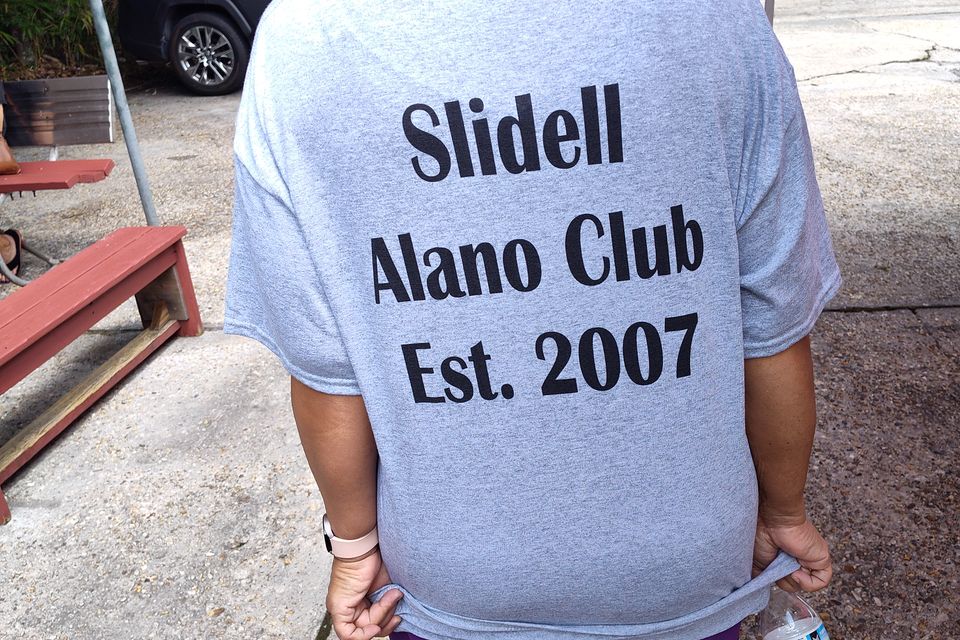 Slidell
Alano Club
Est. 2007